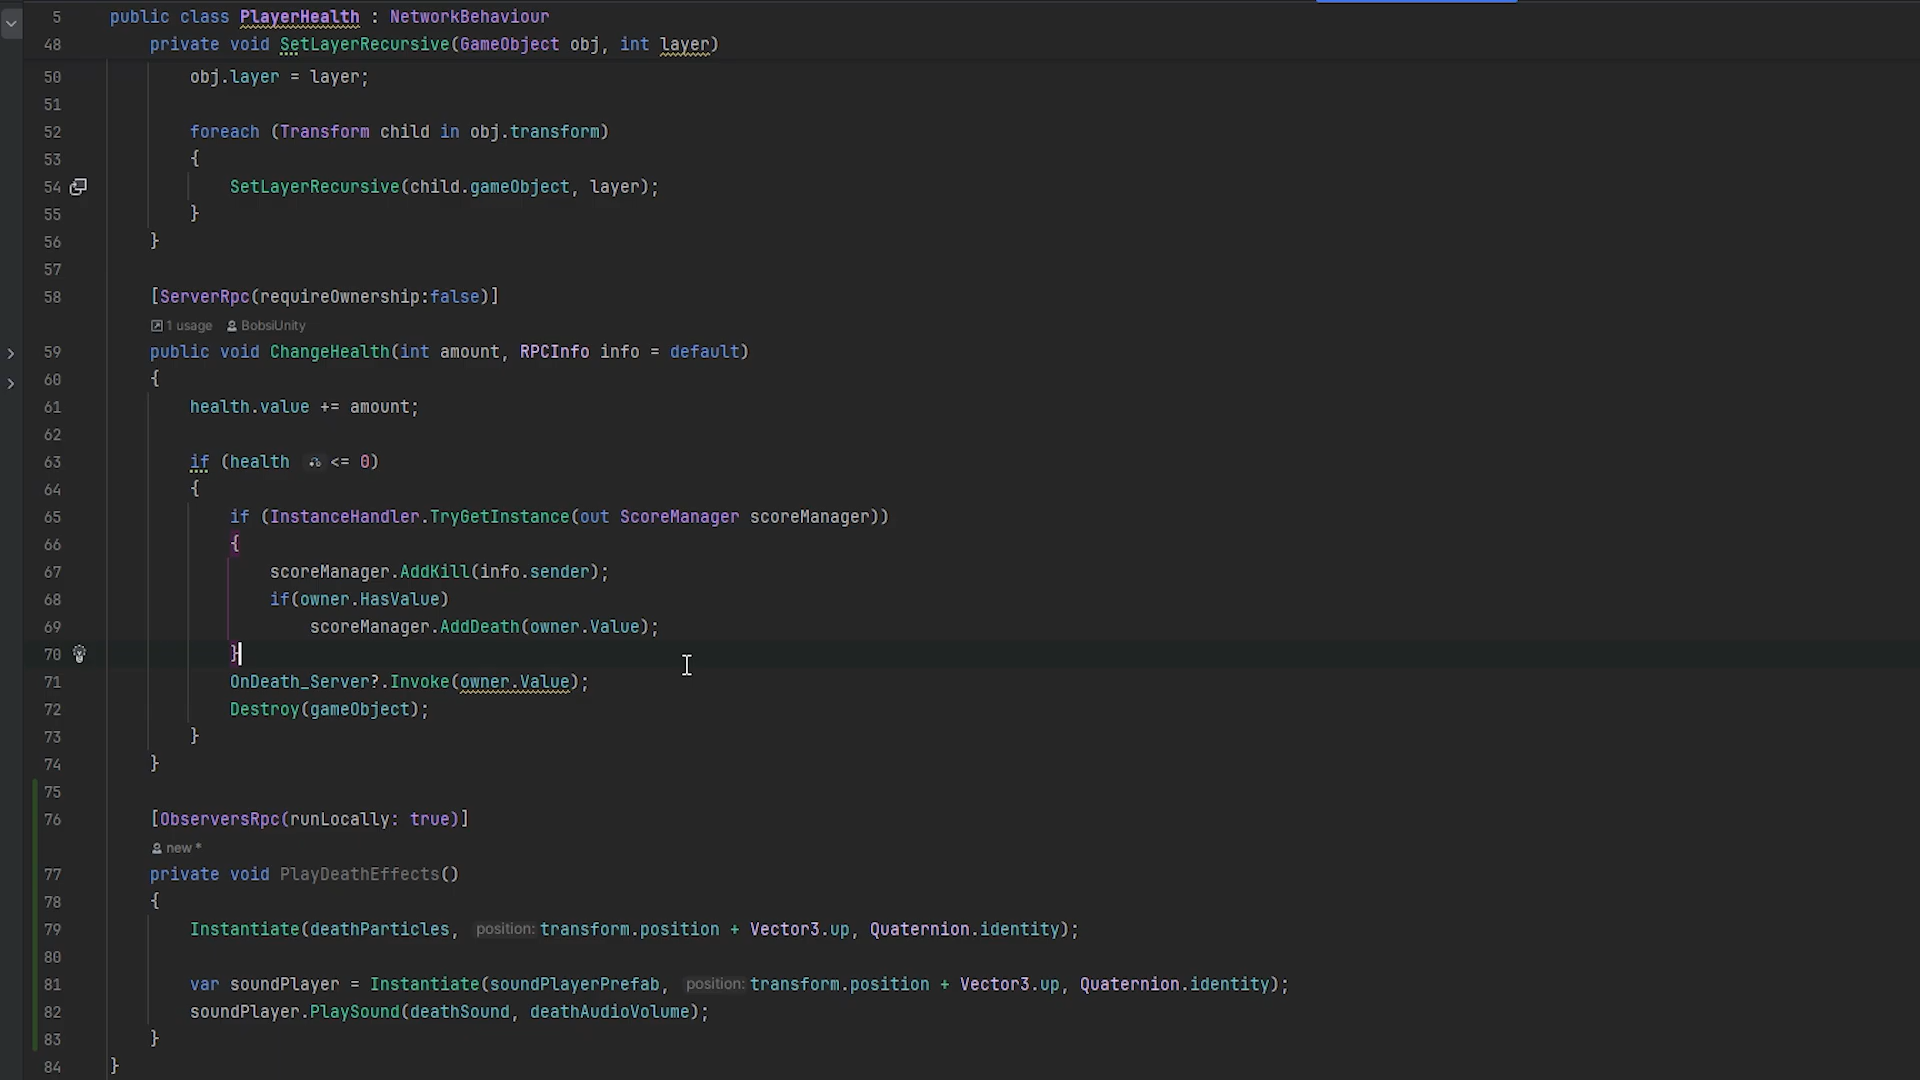 5 public class PlayerHealth : NetworkBehaviour
48 private void SetLayerRecursive(GameObject obj, int layer)
50 obj.layer = layer;
51
52 foreach (Transform child in obj.transform)
53 {
54 SetLayerRecursive(child.gameObject, layer);
55 }
56 }
57
58 [ServerRpc(requireOwnership:false)]
1 usage BobsiUnity
59 public void ChangeHealth(int amount, RPCInfo info = default)
60 {
61 health.value += amount;
62
63 if (health <= 0)
64 {
65 if (InstanceHandler.TryGetInstance(out ScoreManager scoreManager))
66 {
67 scoreManager.AddKill(info.sender);
68 if(owner.HasValue)
69 scoreManager.AddDeath(owner.Value);
70 }
71 OnDeath_Server?.Invoke(owner.Value);
72 Destroy(gameObject);
73 }
74 }
75
76 [ObserversRpc(runLocally: true)]
new *
77 private void PlayDeathEffects()
78 {
79 Instantiate(deathParticles, position: transform.position + Vector3.up, Quaternion.identity);
80
81 var soundPlayer = Instantiate(soundPlayerPrefab, position: transform.position + Vector3.up, Quaternion.identity);
82 soundPlayer.PlaySound(deathSound, deathAudioVolume);
83 }
84 }